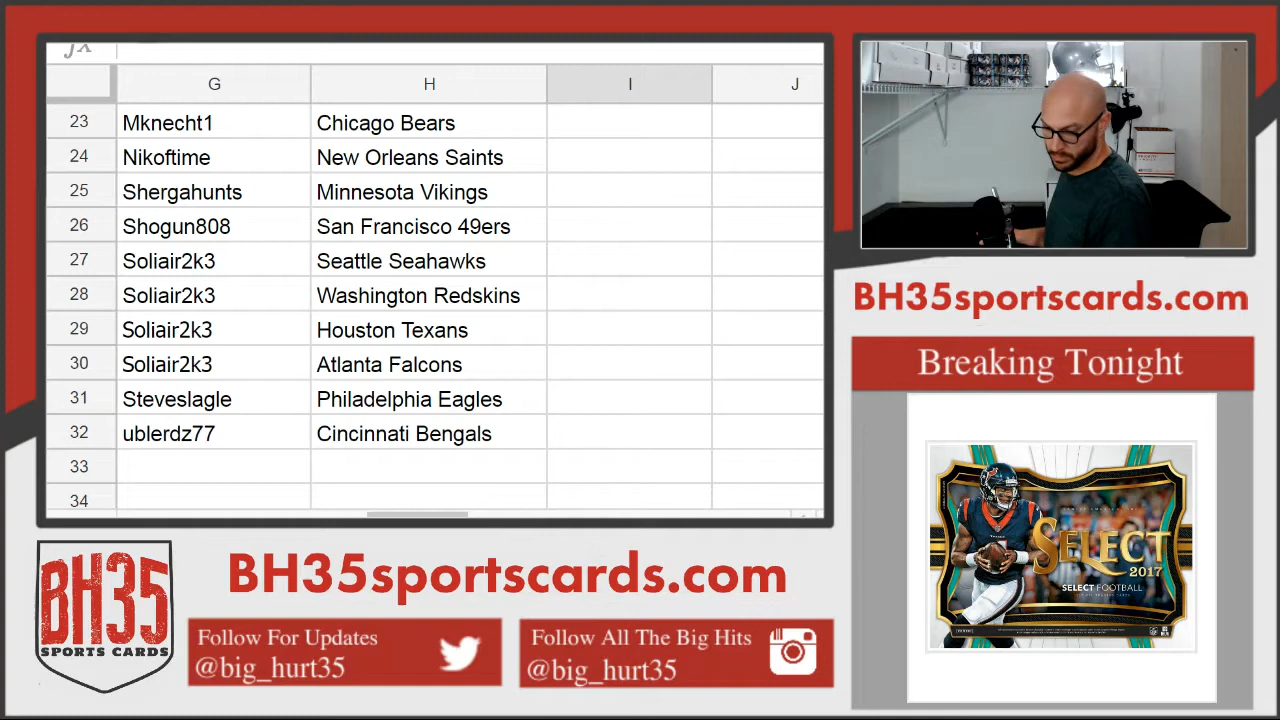 G H I J
23 Mknecht1 Chicago Bears
24 Nikoftime New Orleans Saints
25 Shergahunts Minnesota Vikings
26 Shogun808 San Francisco 49ers
27 Soliair2k3 Seattle Seahawks
28 Soliair2k3 Washington Redskins
29 Soliair2k3 Houston Texans
30 Soliair2k3 Atlanta Falcons
31 Steveslagle Philadelphia Eagles
32 ublerdz77 Cincinnati Bengals
33
34
BH35sportscards.com
Breaking Tonight
SELECT
2017
SELECT FOOTBALL
BH35
SPORTS CARDS
BH35sportscards.com
Follow For Updates
@big_hurt35
Follow All The Big Hits
@big_hurt35